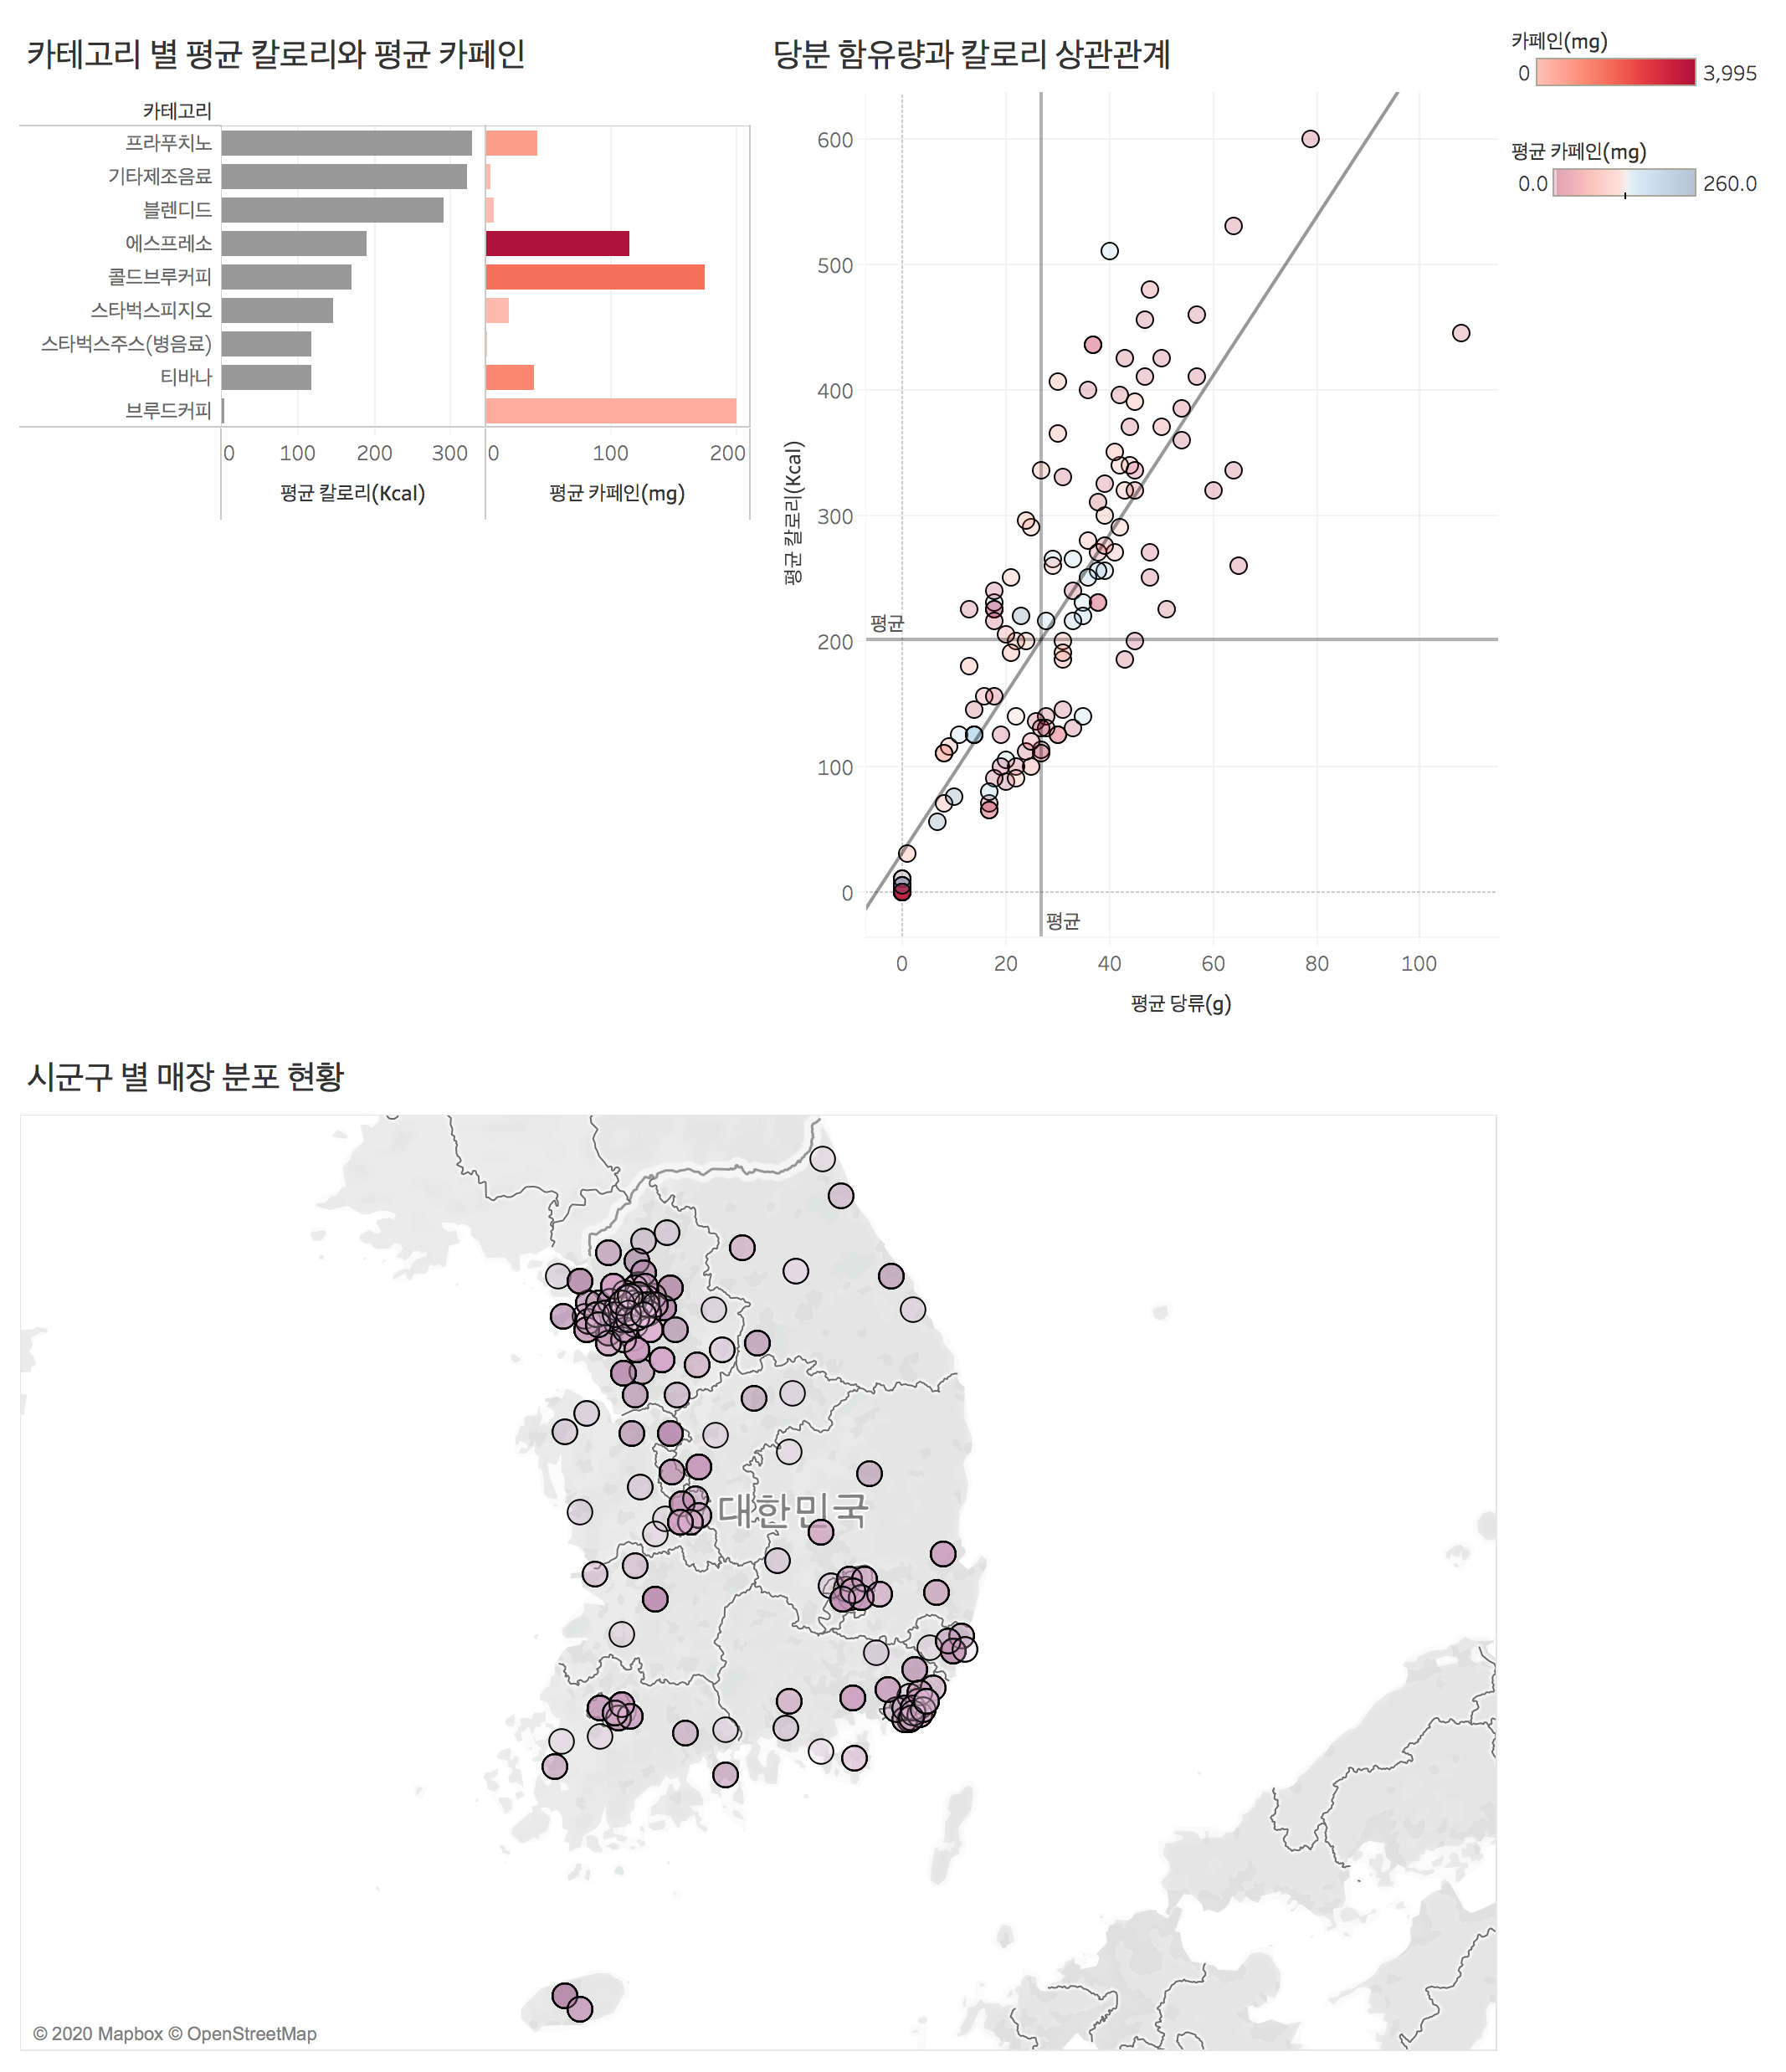 카테고리 별 평균 칼로리와 평균 카페인
카테고리
프라푸치노
기타제조음료
블렌디드
에스프레소
콜드브루커피
스타벅스피지오
스타벅스주스(병음료)
티바나
브루드커피
0 100 200 300 0 100 200
평균 칼로리(Kcal) 평균 카페인(mg)
당분 함유량과 칼로리 상관관계
600
500
400
300
200
100
0
평균 칼로리(Kcal)
평균
평균
0 20 40 60 80 100
평균 당류(g)
카페인(mg)
0 3,995
평균 카페인(mg)
0.0 260.0
시군구 별 매장 분포 현황
대한민국
© 2020 Mapbox © OpenStreetMap